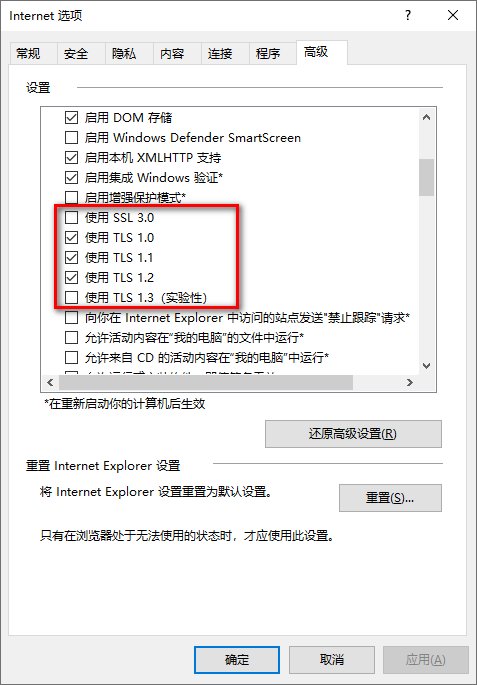 Internet 选项
常规 安全 隐私 内容 连接 程序 高级
设置
启用 DOM 存储
启用 Windows Defender SmartScreen
启用本机 XMLHTTP 支持
启用集成 Windows 验证*
启用增强保护模式*
使用 SSL 3.0
使用 TLS 1.0
使用 TLS 1.1
使用 TLS 1.2
使用 TLS 1.3（实验性）
向你在 Internet Explorer 中访问的站点发送"禁止跟踪"请求*
允许活动内容在“我的电脑”的文件中运行*
允许来自 CD 的活动内容在“我的电脑”中运行*
*在重新启动你的计算机后生效
还原高级设置(R)
重置 Internet Explorer 设置
将 Internet Explorer 设置重置为默认设置。
重置(S)...
只有在浏览器处于无法使用的状态时，才应使用此设置。
确定 取消 应用(A)